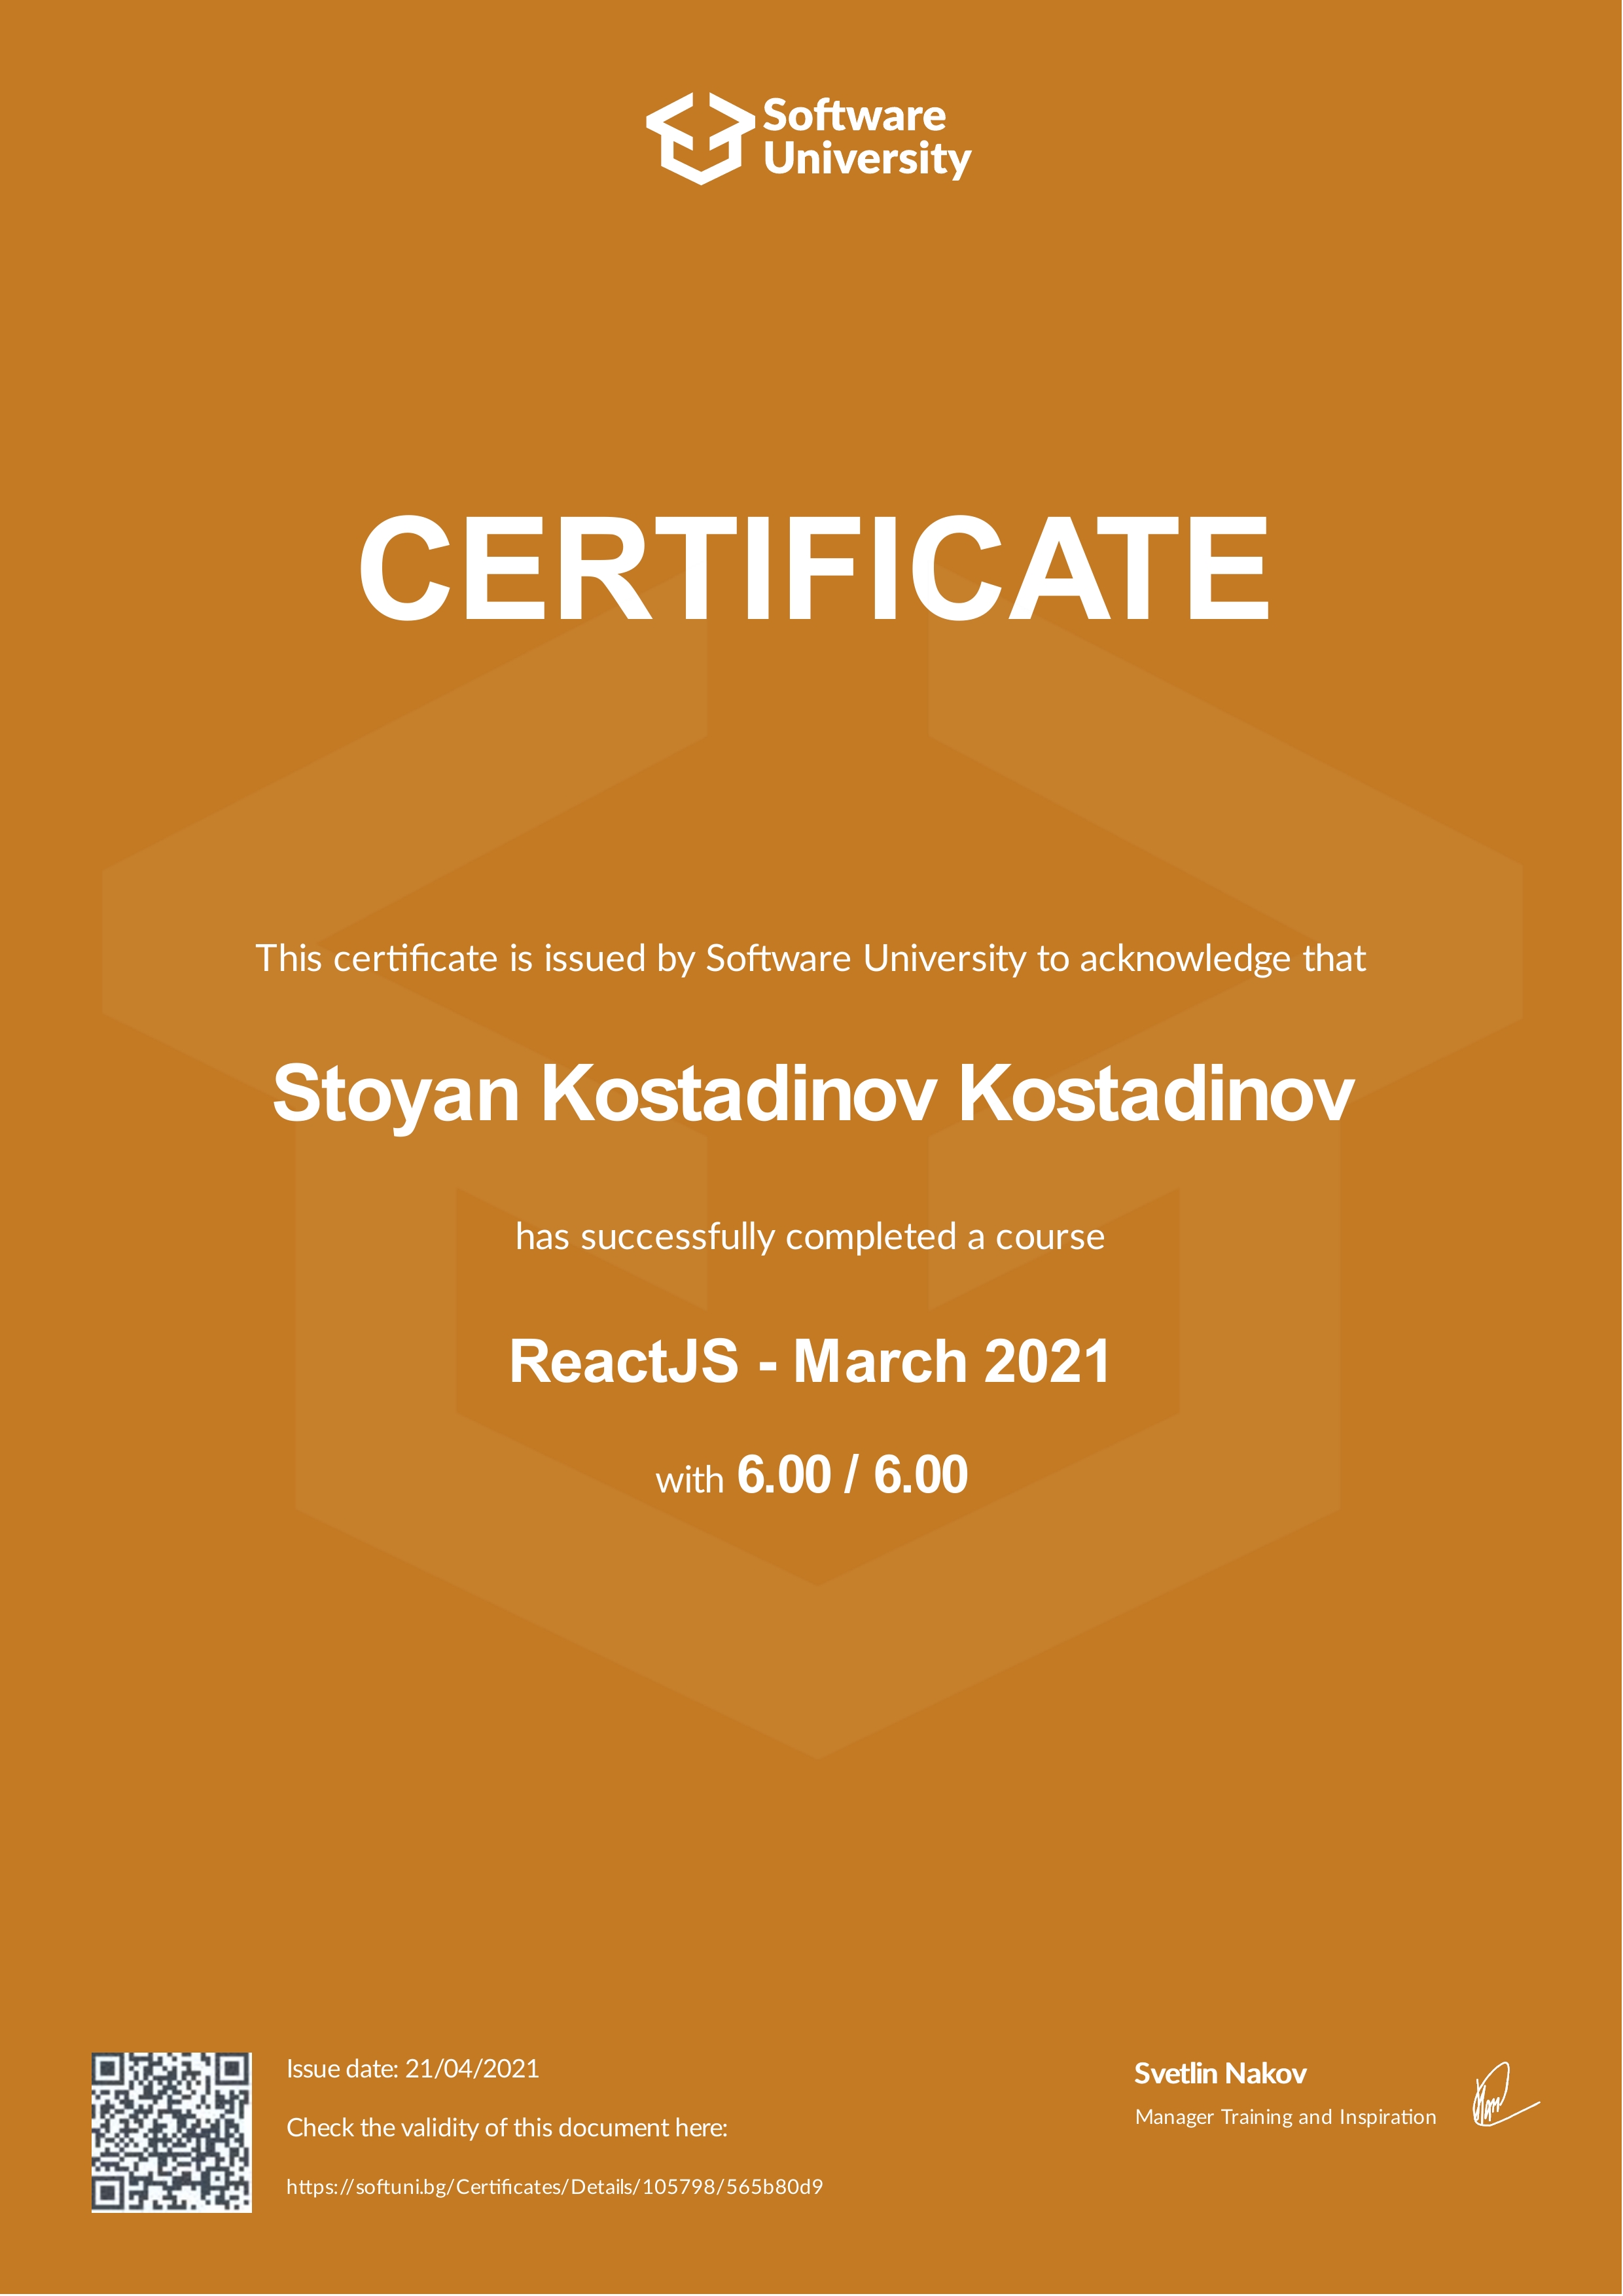 Software
University
CERTIFICATE
This certificate is issued by Software University to acknowledge that
Stoyan Kostadinov Kostadinov
has successfully completed a course
ReactJS - March 2021
with 6.00 / 6.00
Issue date: 21/04/2021
Check the validity of this document here:
https://softuni.bg/Certificates/Details/105798/565b80d9
Svetlin Nakov
Manager Training and Inspiration